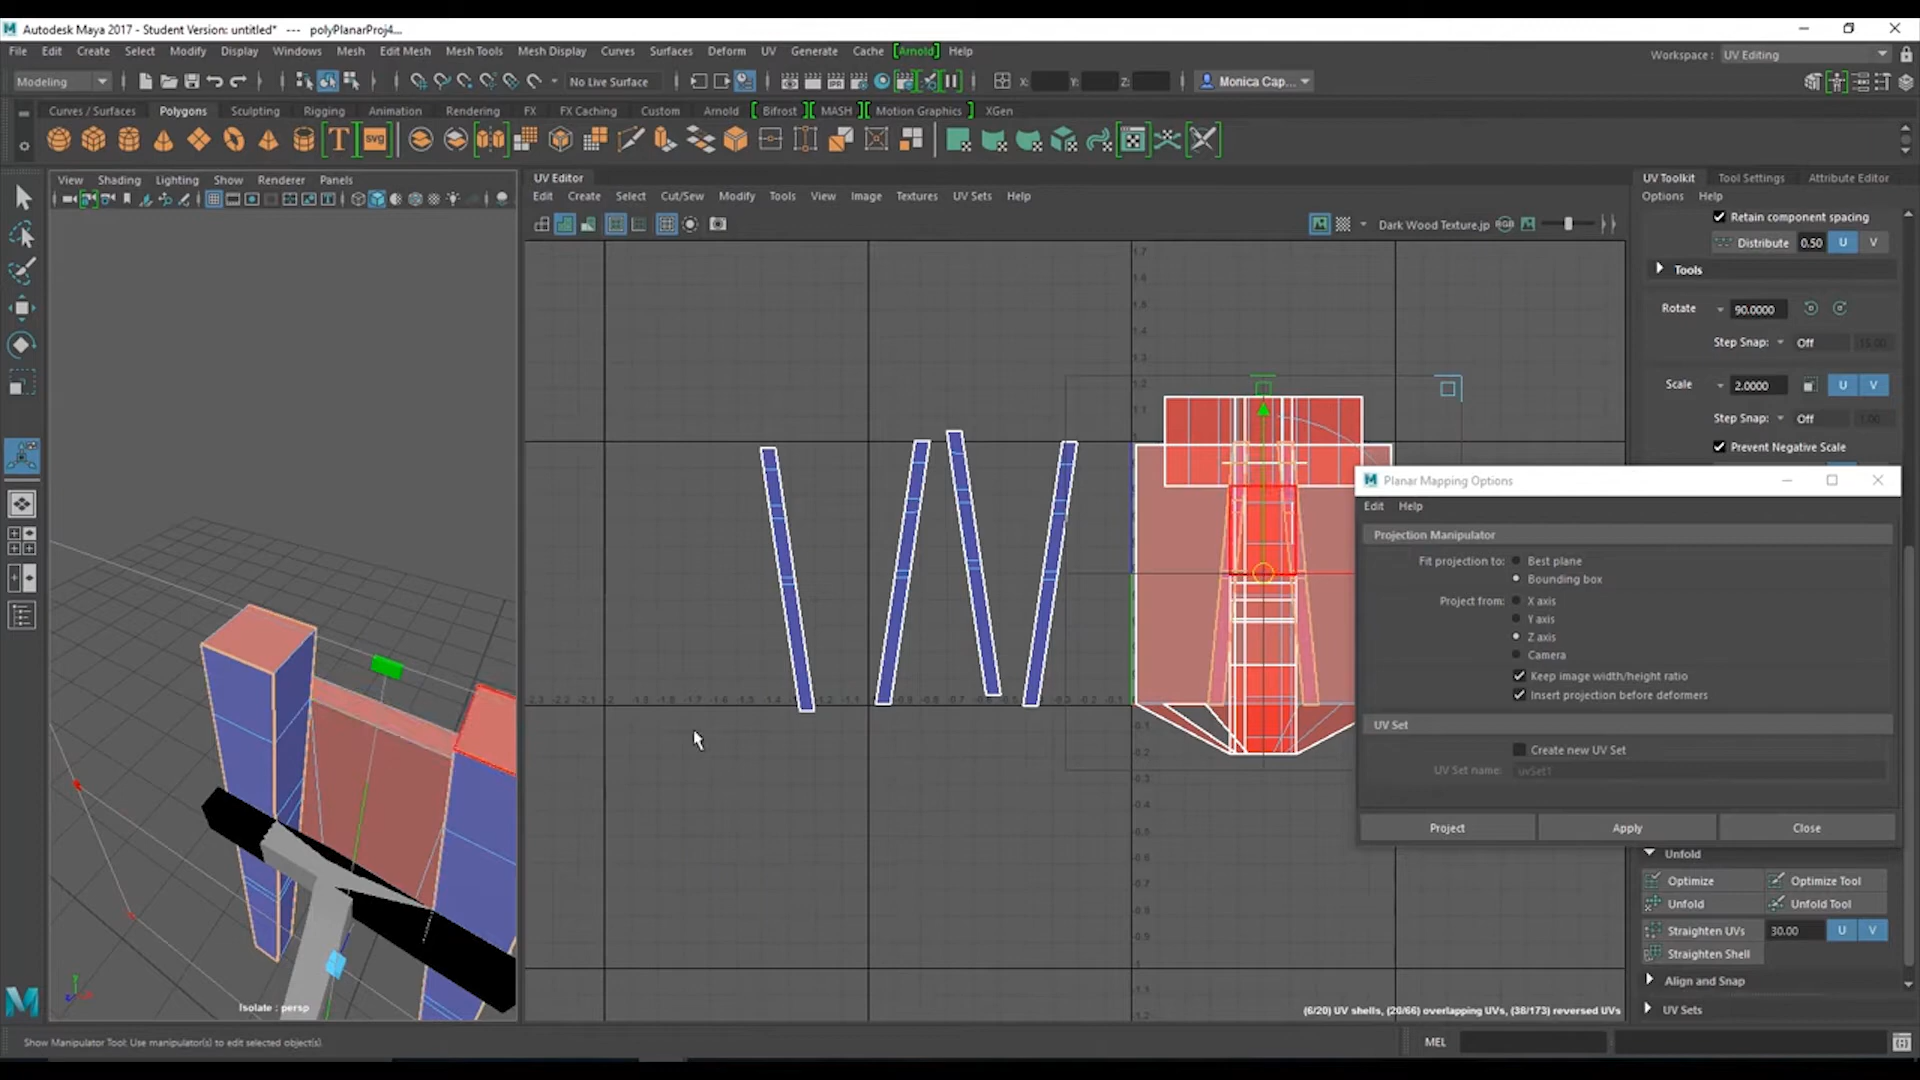 Autodesk Maya 2017 - Student Version: untitled* --- polyPlanarProj4...
File Edit Create Select Modify Display Windows Mesh Edit Mesh Mesh Tools Mesh Display Curves Surfaces Deform UV Generate Cache [Arnold] Help
Workspace : UV Editing
Modeling No Live Surface X: Y: Z: Monica Cap...
Curves / Surfaces Polygons Sculpting Rigging Animation Rendering FX FX Caching Custom Arnold [ Bifrost ][ MASH ][ Motion Graphics ] XGen
T svg
View Shading Lighting Show Renderer Panels
UV Editor
Edit Create Select Cut/Sew Modify Tools View Image Textures UV Sets Help
Dark Wood Texture.jp
UV Toolkit Tool Settings Attribute Editor
Options Help
Retain component spacing
Distribute 0.50 U V
Tools
Rotate 90.0000
Step Snap: Off 15.00
Scale 2.0000 U V
Step Snap: Off 1.00
Prevent Negative Scale
Planar Mapping Options
Edit Help
Projection Manipulator
Fit projection to: Best plane
Bounding box
Project from: X axis
Y axis
Z axis
Camera
Keep image width/height ratio
Insert projection before deformers
UV Set
Create new UV Set
UV Set name: uvSet1
Project Apply Close
Unfold
Optimize Optimize Tool
Unfold Unfold Tool
Straighten UVs 30.00 U V
Straighten Shell
Align and Snap
UV Sets
Isolate : persp
(6/20) UV shells, (20/66) overlapping UVs, (38/173) reversed UVs
Show Manipulator Tool: Use manipulator(s) to edit selected object(s).
MEL